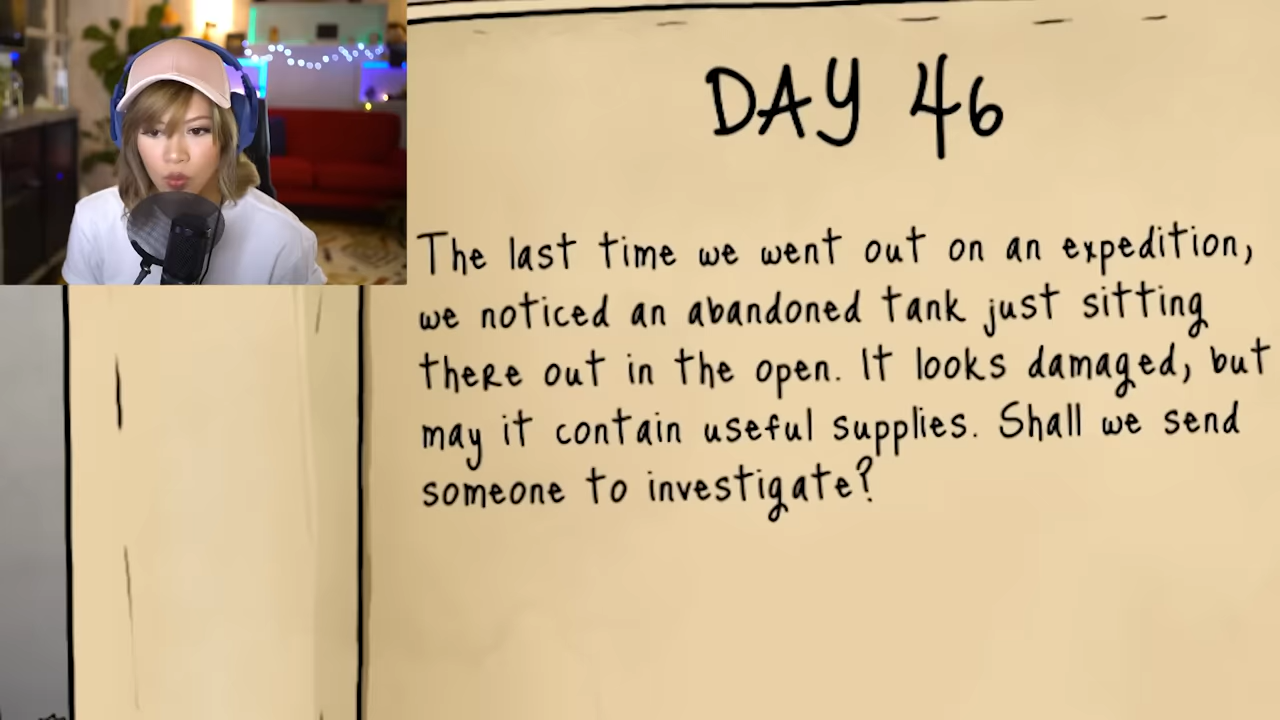 DAY 46
The last time we went out on an expedition,
we noticed an abandoned tank just sitting
there out in the open. It looks damaged, but
may it contain useful supplies. Shall we send
someone to investigate?